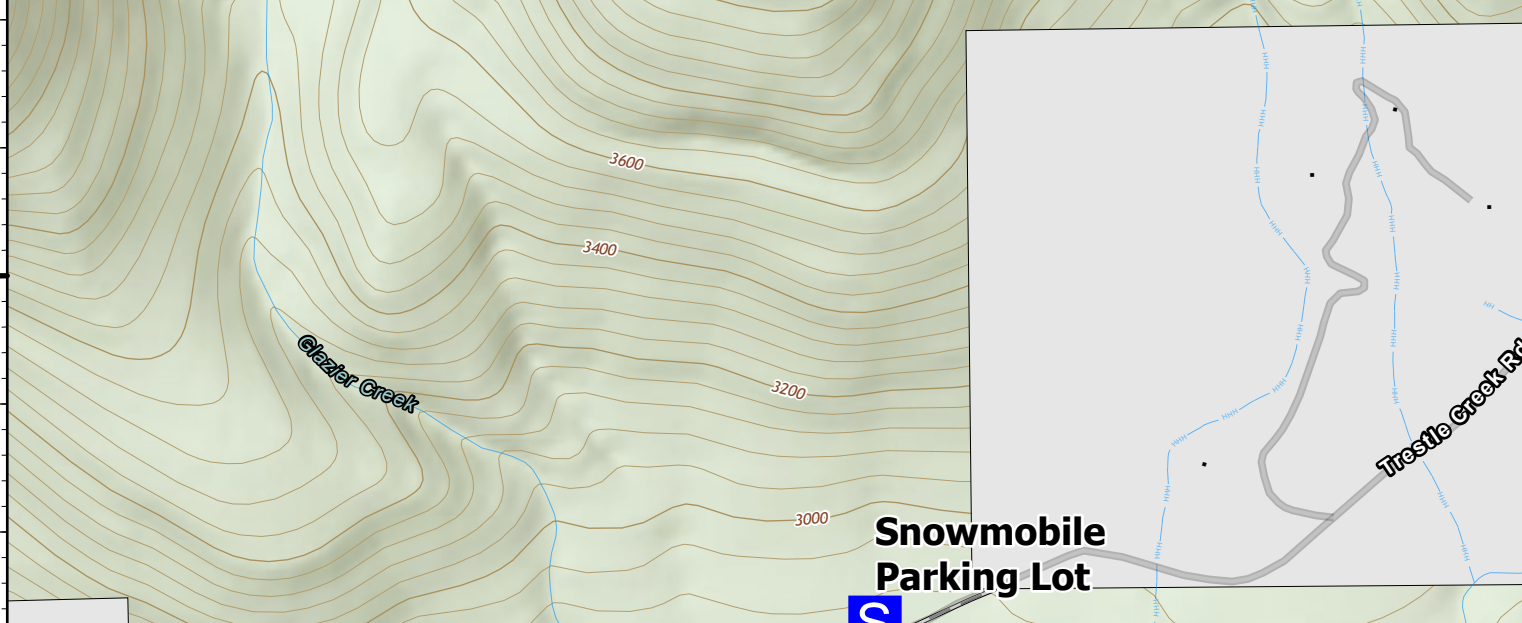 3600
3400
Glazier Creek
3200
Trestle Creek Rd
3000
Snowmobile
Parking Lot
S